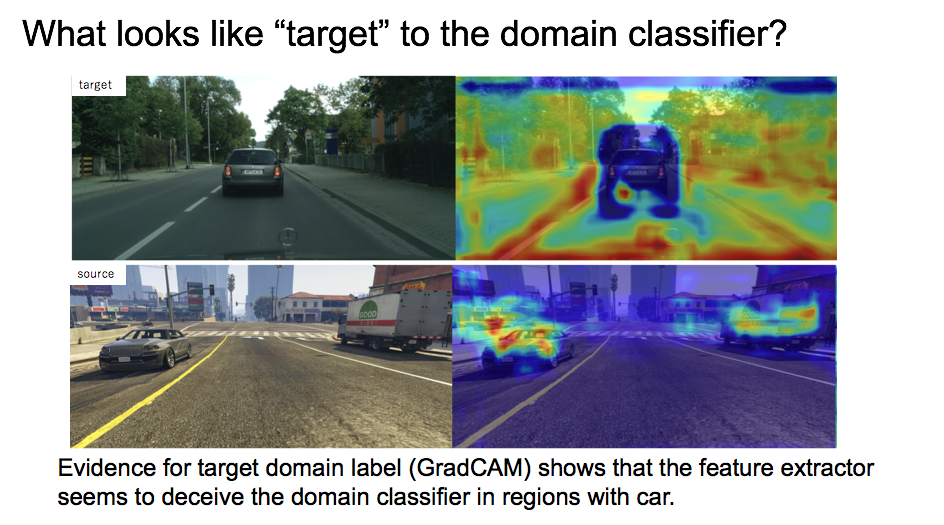 What looks like “target” to the domain classifier?
target
source
GOOD
Evidence for target domain label (GradCAM) shows that the feature extractor
seems to deceive the domain classifier in regions with car.